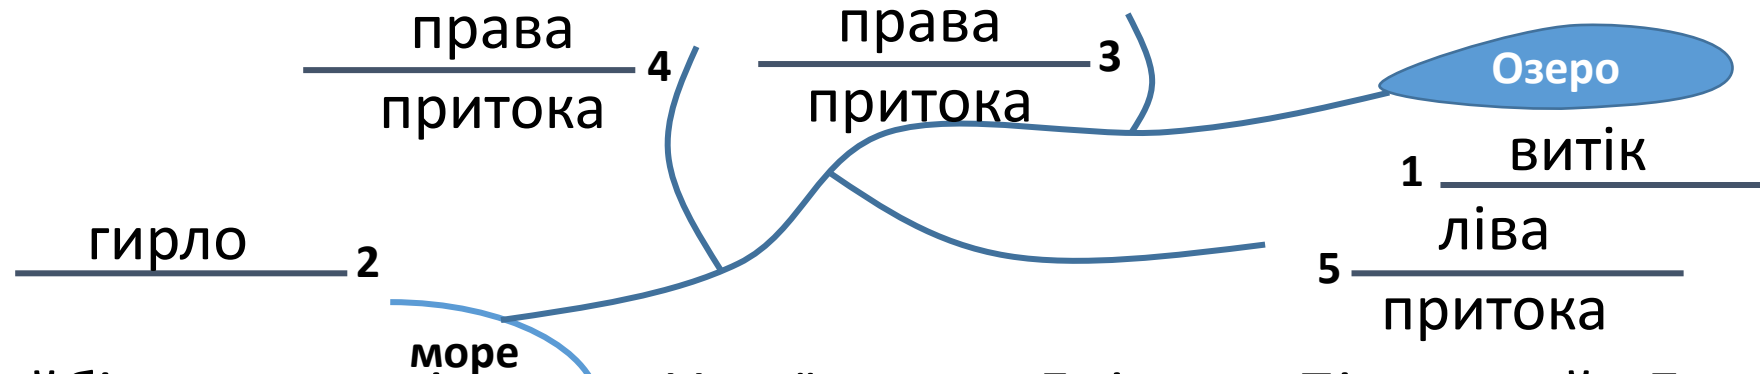 права
притока 4
права
притока 3
Озеро
1 витік
гирло 2
ліва
5 притока
море